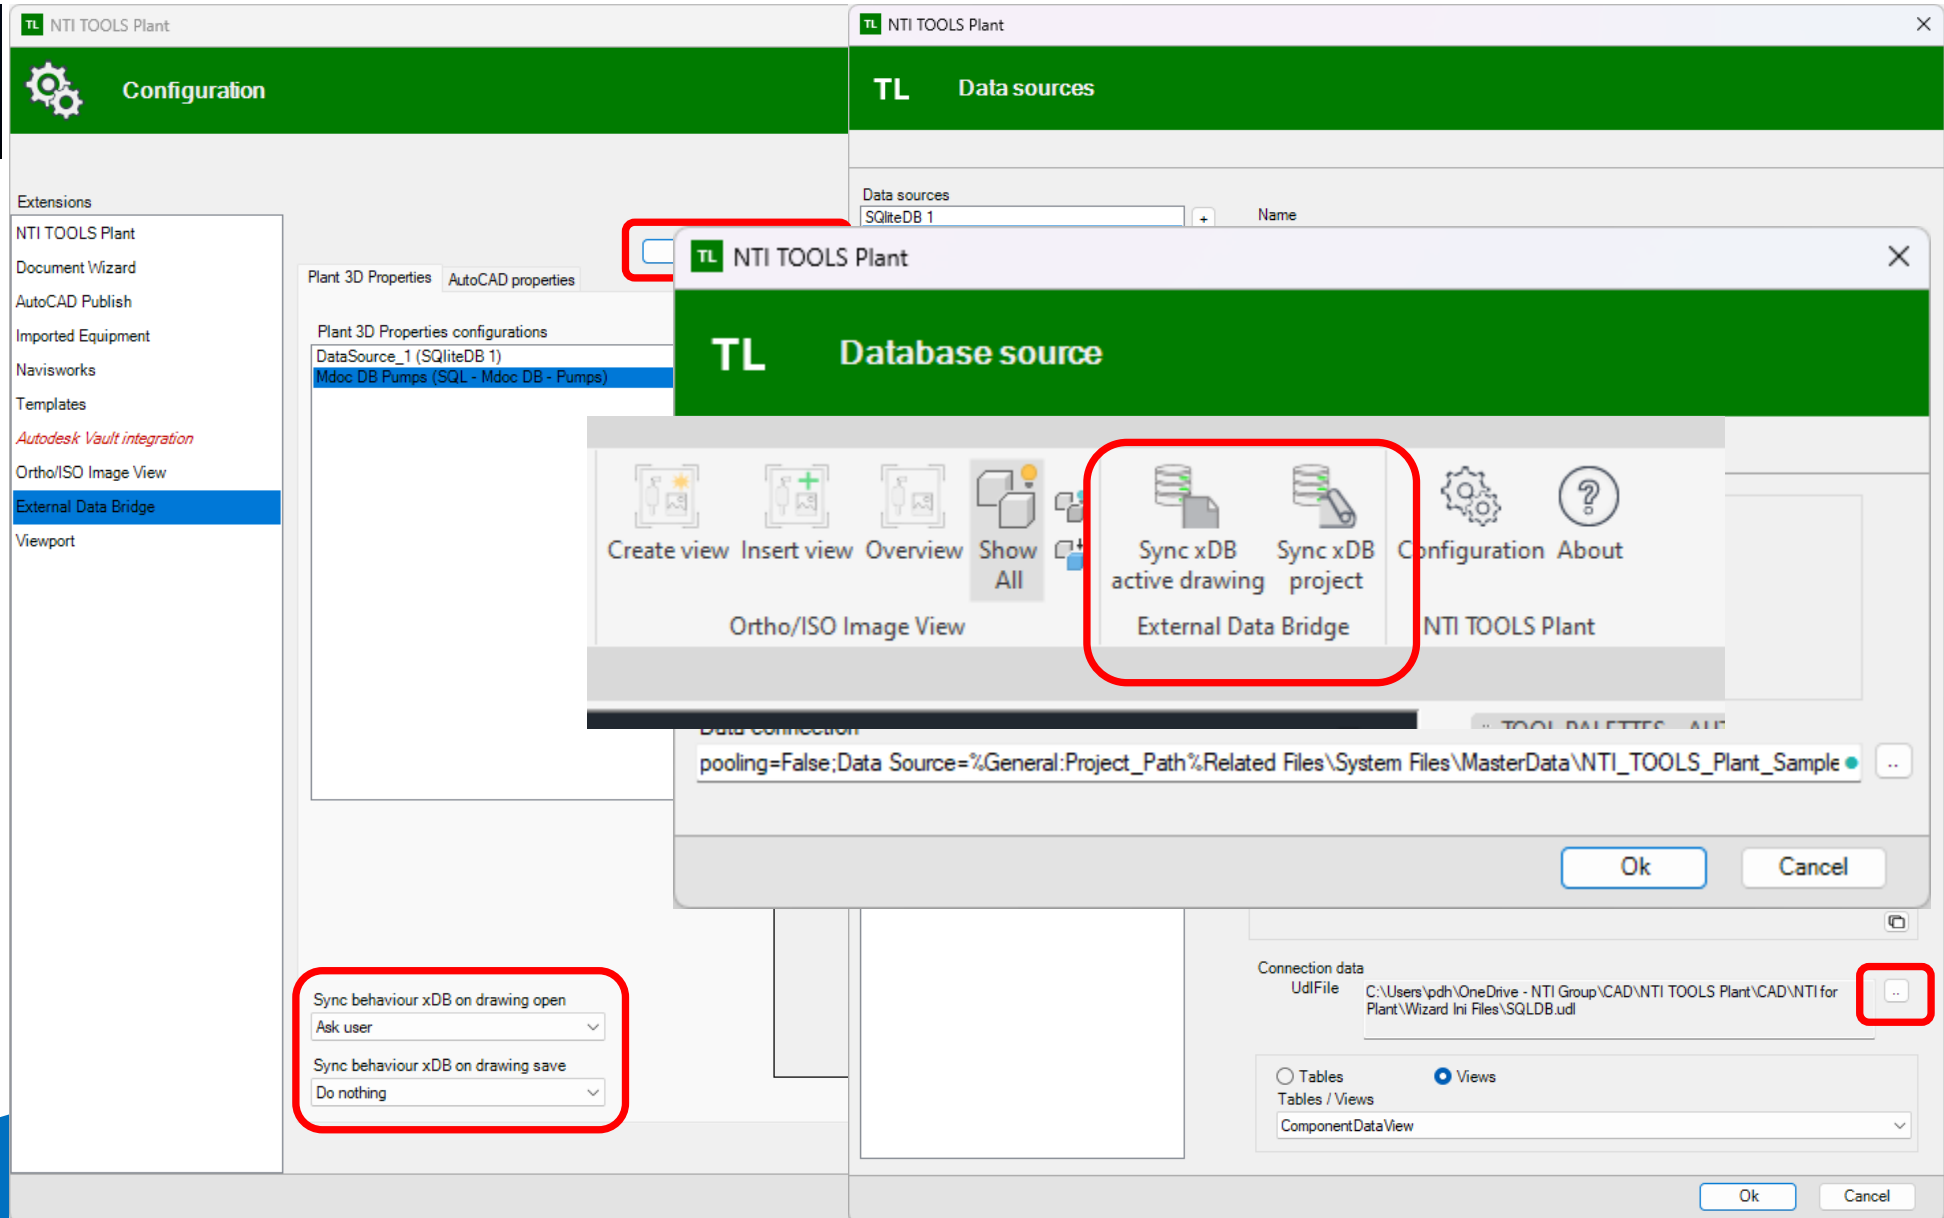 TL NTI TOOLS Plant
Configuration
Extensions
NTI TOOLS Plant
Document Wizard
AutoCAD Publish
Imported Equipment
Navisworks
Templates
Autodesk Vault integration
Ortho/ISO Image View
External Data Bridge
Viewport
Plant 3D Properties
AutoCAD properties
Plant 3D Properties configurations
DataSource_1 (SQliteDB 1)
Mdoc DB Pumps (SQL - Mdoc DB - Pumps)
Sync behaviour xDB on drawing open
Ask user
Sync behaviour xDB on drawing save
Do nothing
TL NTI TOOLS Plant
TL Data sources
Data sources
SQliteDB 1
+
Name
TL NTI TOOLS Plant
TL Database source
Create view
Insert view
Overview
Show
All
Ortho/ISO Image View
Sync xDB
active drawing
Sync xDB
project
External Data Bridge
Configuration
About
NTI TOOLS Plant
Data connection
pooling=False;Data Source=%General:Project_Path%Related Files\System Files\MasterData\NTI_TOOLS_Plant_Sample
..
Ok
Cancel
Connection data
UdlFile
C:\Users\pdh\OneDrive - NTI Group\CAD\NTI TOOLS Plant\CAD\NTI for
Plant\Wizard Ini Files\SQLDB.udl
..
Tables
Views
Tables / Views
ComponentDataView
Ok
Cancel